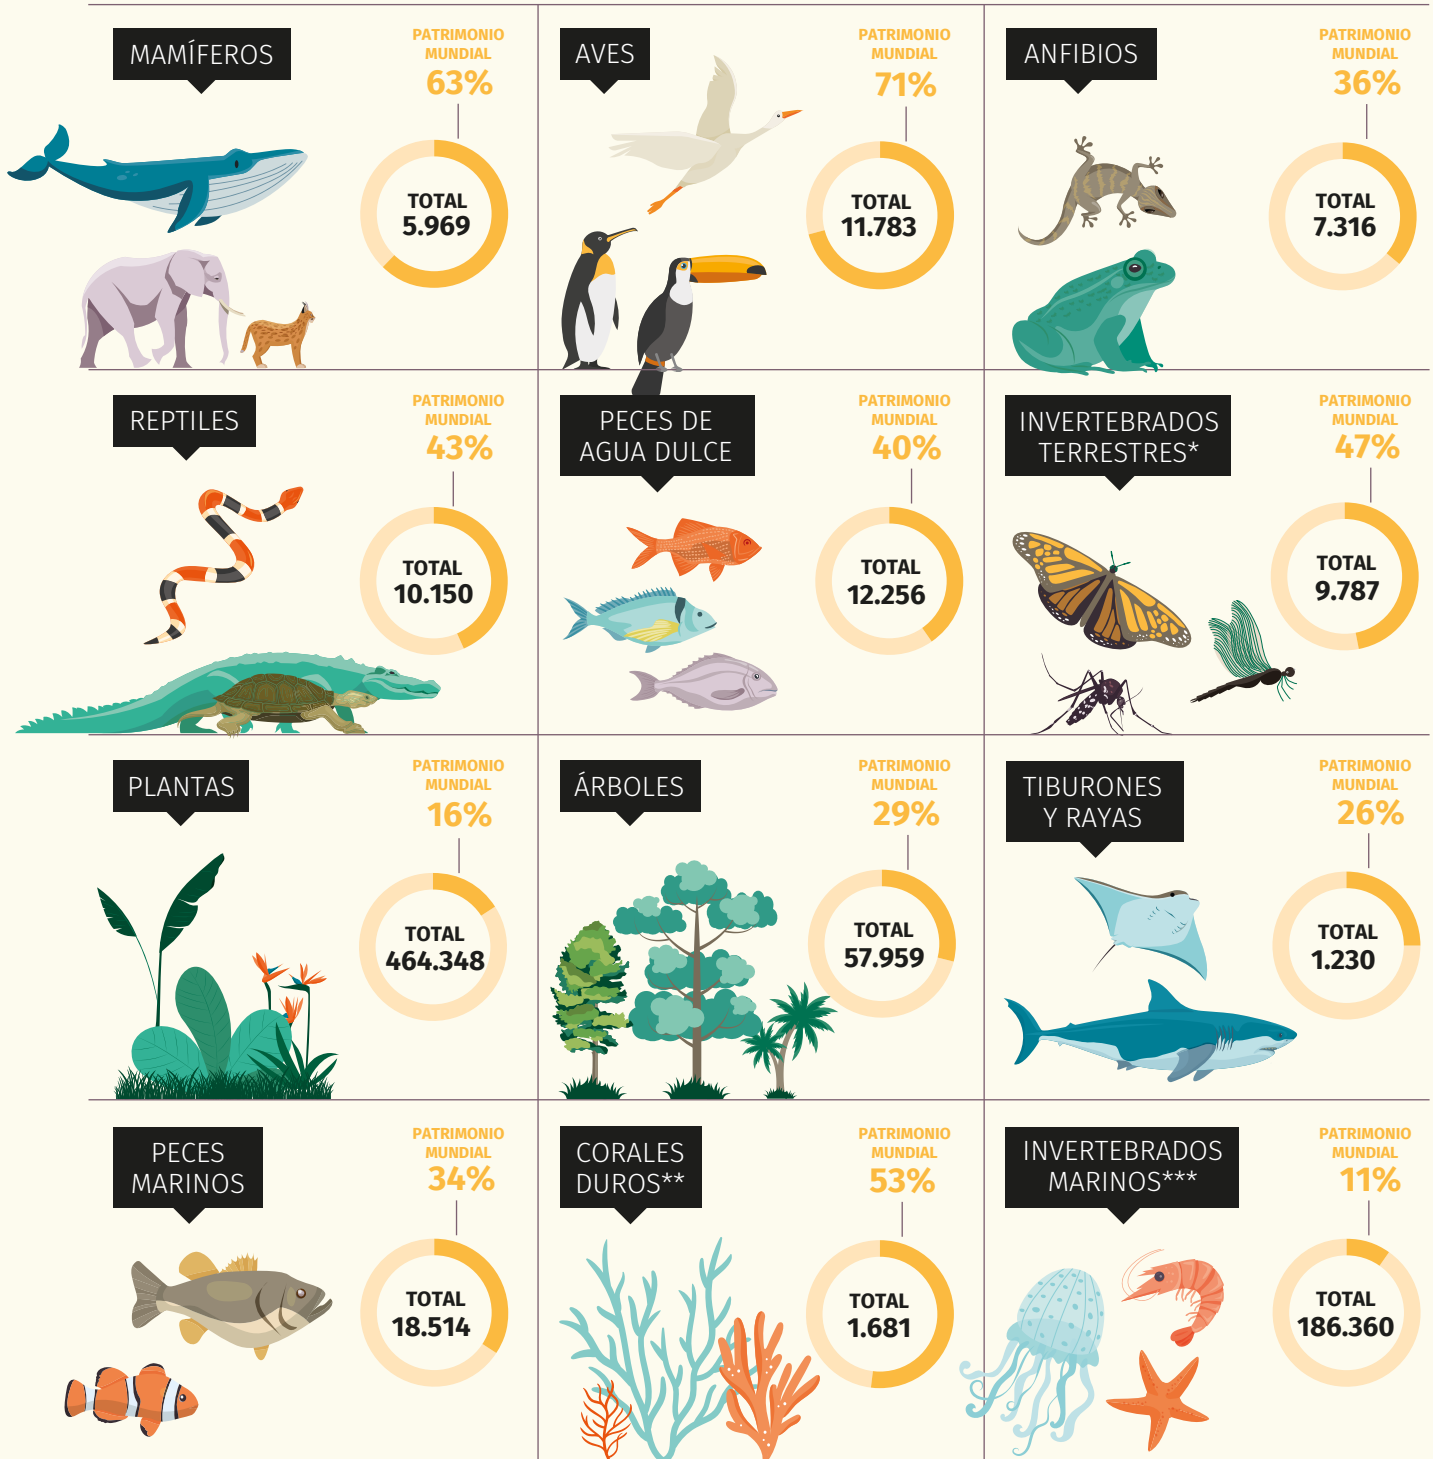 MAMÍFEROS
PATRIMONIO
MUNDIAL
63%
TOTAL
5.969
AVES
PATRIMONIO
MUNDIAL
71%
TOTAL
11.783
ANFIBIOS
PATRIMONIO
MUNDIAL
36%
TOTAL
7.316
REPTILES
PATRIMONIO
MUNDIAL
43%
TOTAL
10.150
PECES DE
AGUA DULCE
PATRIMONIO
MUNDIAL
40%
TOTAL
12.256
INVERTEBRADOS
TERRESTRES*
PATRIMONIO
MUNDIAL
47%
TOTAL
9.787
PLANTAS
PATRIMONIO
MUNDIAL
16%
TOTAL
464.348
ÁRBOLES
PATRIMONIO
MUNDIAL
29%
TOTAL
57.959
TIBURONES
Y RAYAS
PATRIMONIO
MUNDIAL
26%
TOTAL
1.230
PECES
MARINOS
PATRIMONIO
MUNDIAL
34%
TOTAL
18.514
CORALES
DUROS**
PATRIMONIO
MUNDIAL
53%
TOTAL
1.681
INVERTEBRADOS
MARINOS***
PATRIMONIO
MUNDIAL
11%
TOTAL
186.360